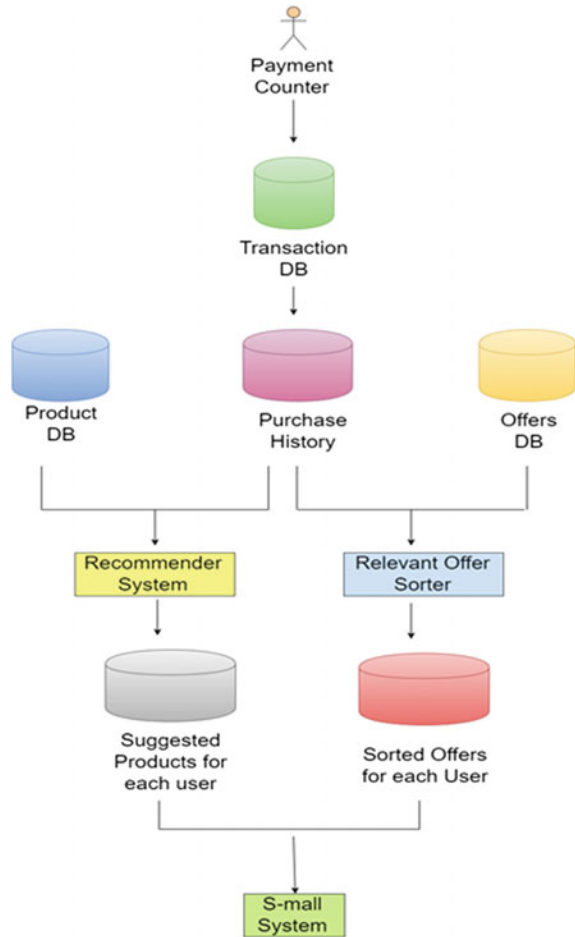 Payment
Counter
Transaction
DB
Product
DB
Purchase
History
Offers
DB
Recommender
System
Relevant Offer
Sorter
Suggested
Products for
each user
Sorted Offers
for each User
S-mall
System